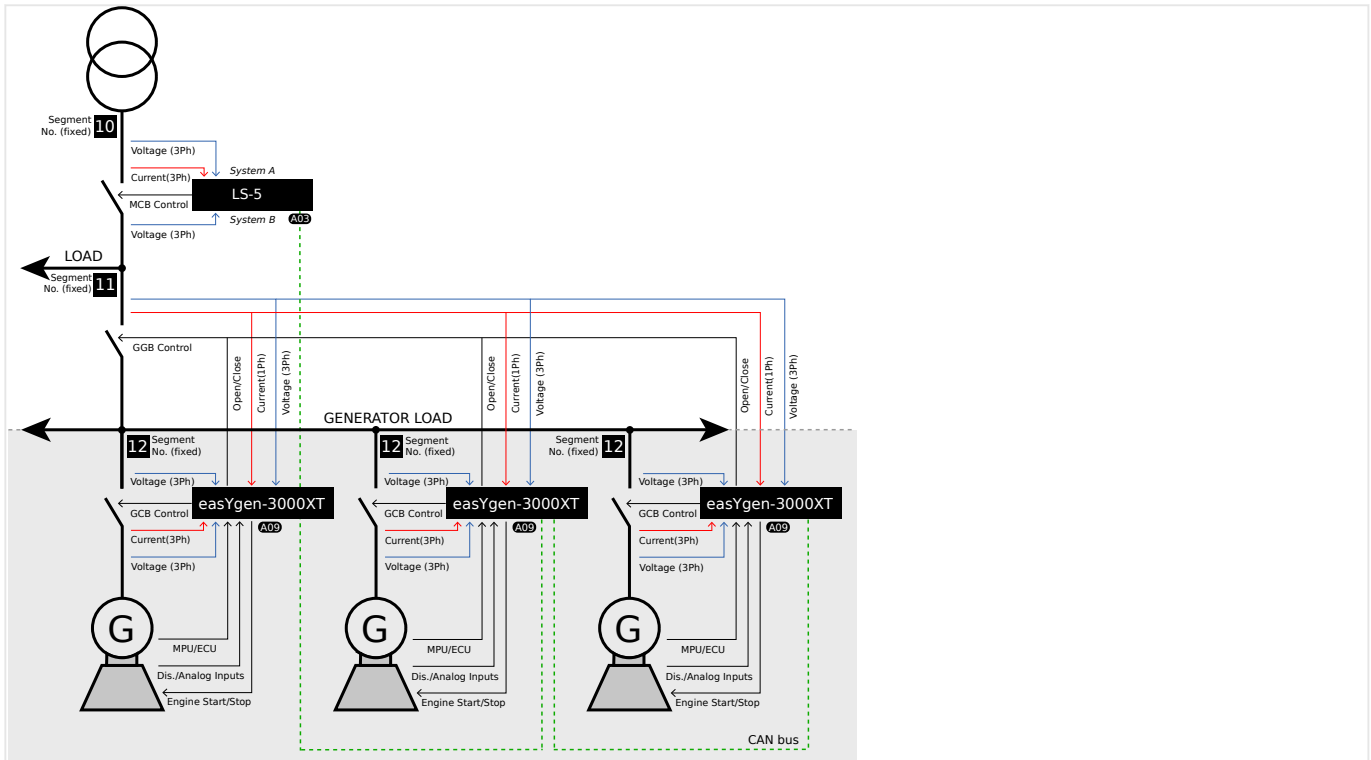 Segment
No. (fixed)
10
Voltage (3Ph)
System A
Current(3Ph)
LS-5
MCB Control
System B
A03
Voltage (3Ph)
LOAD
Segment
No. (fixed)
11
GGB Control
Open/Close
Current(1Ph)
Voltage (3Ph)
Open/Close
Current(1Ph)
Voltage (3Ph)
Open/Close
Current(1Ph)
Voltage (3Ph)
GENERATOR LOAD
12
Segment
No. (fixed)
12
Segment
No. (fixed)
Segment
No. (fixed)
12
Voltage (3Ph)
Voltage (3Ph)
Voltage (3Ph)
easYgen-3000XT
easYgen-3000XT
easYgen-3000XT
GCB Control
GCB Control
GCB Control
A09
A09
A09
Current(3Ph)
Current(3Ph)
Current(3Ph)
Voltage (3Ph)
Voltage (3Ph)
Voltage (3Ph)
G
G
G
MPU/ECU
MPU/ECU
MPU/ECU
Dis./Analog Inputs
Dis./Analog Inputs
Dis./Analog Inputs
Engine Start/Stop
Engine Start/Stop
Engine Start/Stop
CAN bus